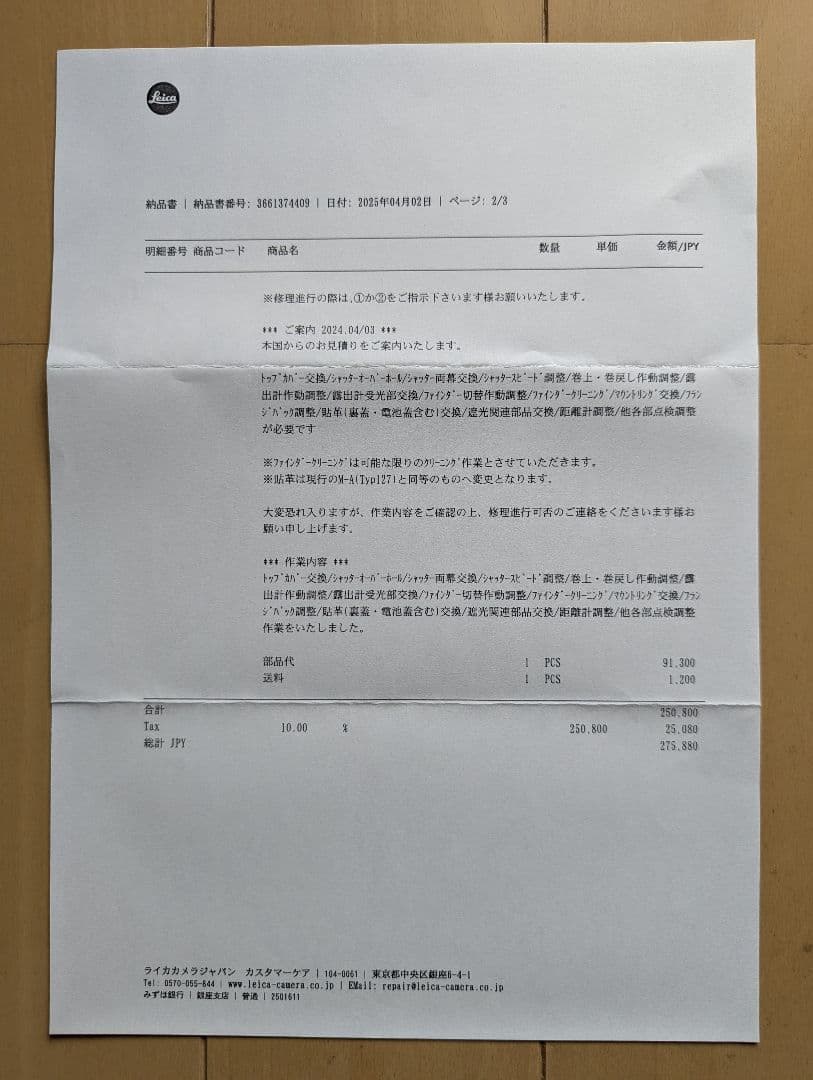 Leica
納品書 | 納品書番号: 3661374409 | 日付: 2025年04月02日 | ページ: 2/3
明細番号 商品コード 商品名 数量 単価 金額/JPY
※修理進行の際は,①か②をご指示下さいます様お願いいたします。
*** ご案内 2024.04/03 ***
本国からのお見積りをご案内いたします。
ﾄｯﾌﾟｶﾊﾞｰ交換/ｼｬｯﾀｰｵｰﾊﾞｰﾎｰﾙ/ｼｬｯﾀｰ両幕交換/ｼｬｯﾀｰｽﾋﾟｰﾄﾞ調整/巻上・巻戻し作動調整/露
出計作動調整/露出計受光部交換/ﾌｧｲﾝﾀﾞｰ切替作動調整/ﾌｧｲﾝﾀﾞｰｸﾘｰﾆﾝｸﾞ/ﾏｳﾝﾄﾘﾝｸﾞ交換/ﾌﾗﾝ
ｼﾞﾊﾞｯｸ調整/貼革(裏蓋・電池蓋含む)交換/遮光関連部品交換/距離計調整/他各部点検調整
が必要です
※ﾌｧｲﾝﾀﾞｰｸﾘｰﾆﾝｸﾞは可能な限りのｸﾘｰﾆﾝｸﾞ作業とさせていただきます。
※貼革は現行のM-A(Typ127)と同等のものへ変更となります。
大変恐れ入りますが、作業内容をご確認の上、修理進行可否のご連絡をくださいます様お
願い申し上げます。
*** 作業内容 ***
ﾄｯﾌﾟｶﾊﾞｰ交換/ｼｬｯﾀｰｵｰﾊﾞｰﾎｰﾙ/ｼｬｯﾀｰ両幕交換/ｼｬｯﾀｰｽﾋﾟｰﾄﾞ調整/巻上・巻戻し作動調整/露
出計作動調整/露出計受光部交換/ﾌｧｲﾝﾀﾞｰ切替作動調整/ﾌｧｲﾝﾀﾞｰｸﾘｰﾆﾝｸﾞ/ﾏｳﾝﾄﾘﾝｸﾞ交換/ﾌﾗﾝ
ｼﾞﾊﾞｯｸ調整/貼革(裏蓋・電池蓋含む)交換/遮光関連部品交換/距離計調整/他各部点検調整
作業をいたしました。
部品代 1 PCS 91,300
送料 1 PCS 1,200
合計 250,800
Tax 10.00 % 250,800 25,080
総計 JPY 275,880
ライカカメラジャパン カスタマーケア | 104-0061 | 東京都中央区銀座6-4-1
Tel: 0570-055-844 | www.leica-camera.co.jp | EMail: repair@leica-camera.co.jp
みずほ銀行 | 銀座支店 | 普通 | 2501611